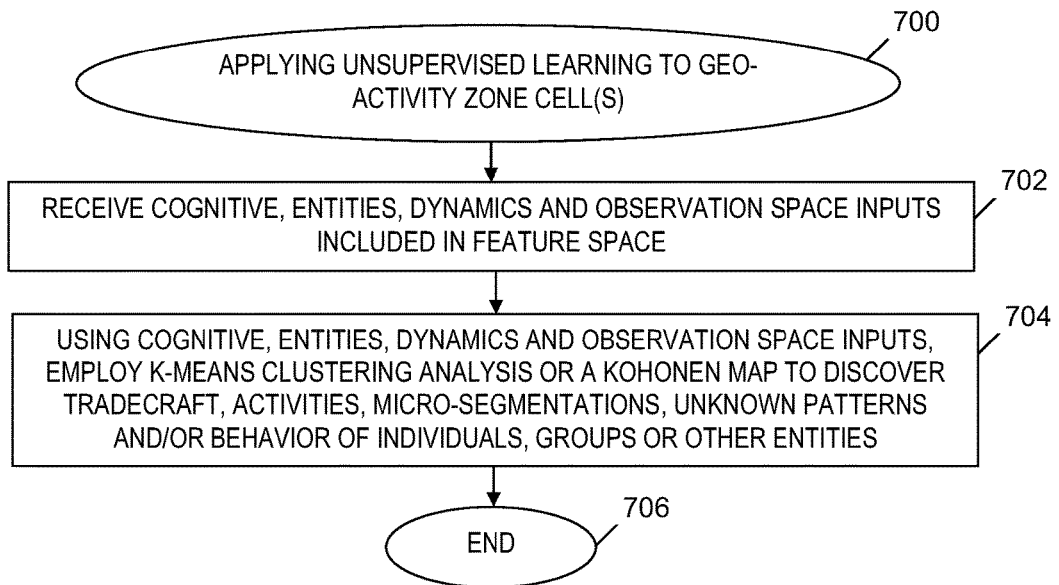 700
APPLYING UNSUPERVISED LEARNING TO GEO-
ACTIVITY ZONE CELL(S)
702
RECEIVE COGNITIVE, ENTITIES, DYNAMICS AND OBSERVATION SPACE INPUTS
INCLUDED IN FEATURE SPACE
704
USING COGNITIVE, ENTITIES, DYNAMICS AND OBSERVATION SPACE INPUTS,
EMPLOY K-MEANS CLUSTERING ANALYSIS OR A KOHONEN MAP TO DISCOVER
TRADECRAFT, ACTIVITIES, MICRO-SEGMENTATIONS, UNKNOWN PATTERNS
AND/OR BEHAVIOR OF INDIVIDUALS, GROUPS OR OTHER ENTITIES
706
END